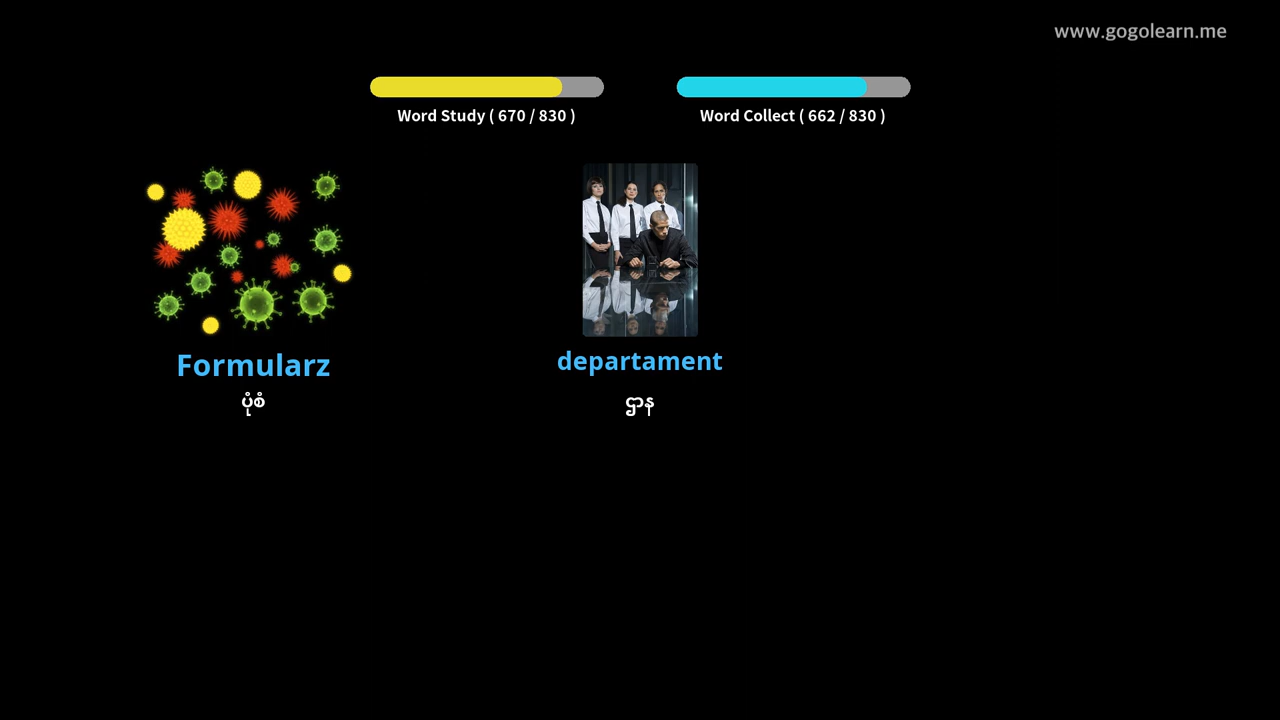 www.gogolearn.me
Word Study ( 670 / 830 )
Word Collect ( 662 / 830 )
Formularz
ပုံစံ
departament
ဌာန